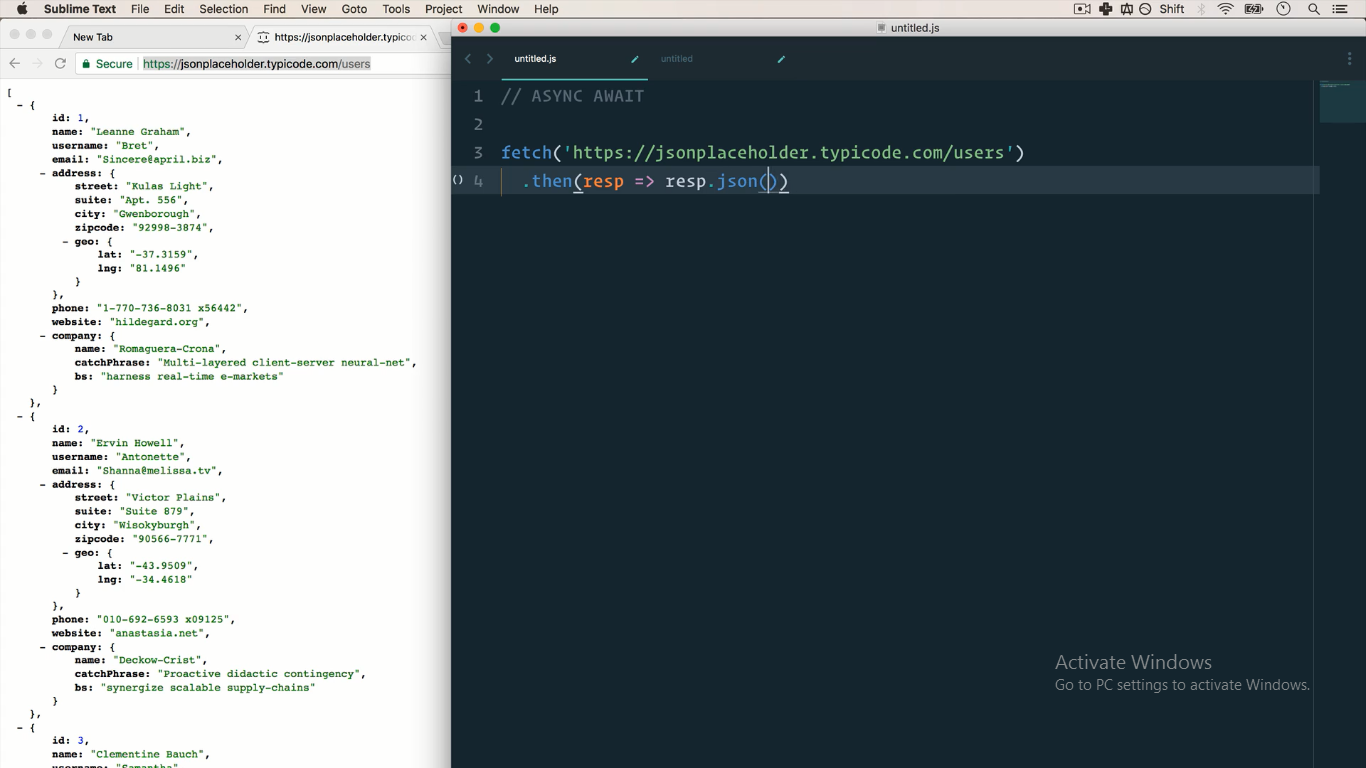 Sublime Text File Edit Selection Find View Goto Tools Project Window Help Shift
untitled.js
New Tab https://jsonplaceholder.typico
Secure https://jsonplaceholder.typicode.com/users
untitled.js untitled
[
- {
id: 1,
name: "Leanne Graham",
username: "Bret",
email: "Sincere@april.biz",
- address: {
street: "Kulas Light",
suite: "Apt. 556",
city: "Gwenborough",
zipcode: "92998-3874",
- geo: {
lat: "-37.3159",
lng: "81.1496"
}
},
phone: "1-770-736-8031 x56442",
website: "hildegard.org",
- company: {
name: "Romaguera-Crona",
catchPhrase: "Multi-layered client-server neural-net",
bs: "harness real-time e-markets"
}
},
- {
id: 2,
name: "Ervin Howell",
username: "Antonette",
email: "Shanna@melissa.tv",
- address: {
street: "Victor Plains",
suite: "Suite 879",
city: "Wisokyburgh",
zipcode: "90566-7771",
- geo: {
lat: "-43.9509",
lng: "-34.4618"
}
},
phone: "010-692-6593 x09125",
website: "anastasia.net",
- company: {
name: "Deckow-Crist",
catchPhrase: "Proactive didactic contingency",
bs: "synergize scalable supply-chains"
}
},
- {
id: 3,
name: "Clementine Bauch",
username: "Samantha",
1 // ASYNC AWAIT
2
3 fetch('https://jsonplaceholder.typicode.com/users')
() 4 .then(resp => resp.json())
Activate Windows
Go to PC settings to activate Windows.